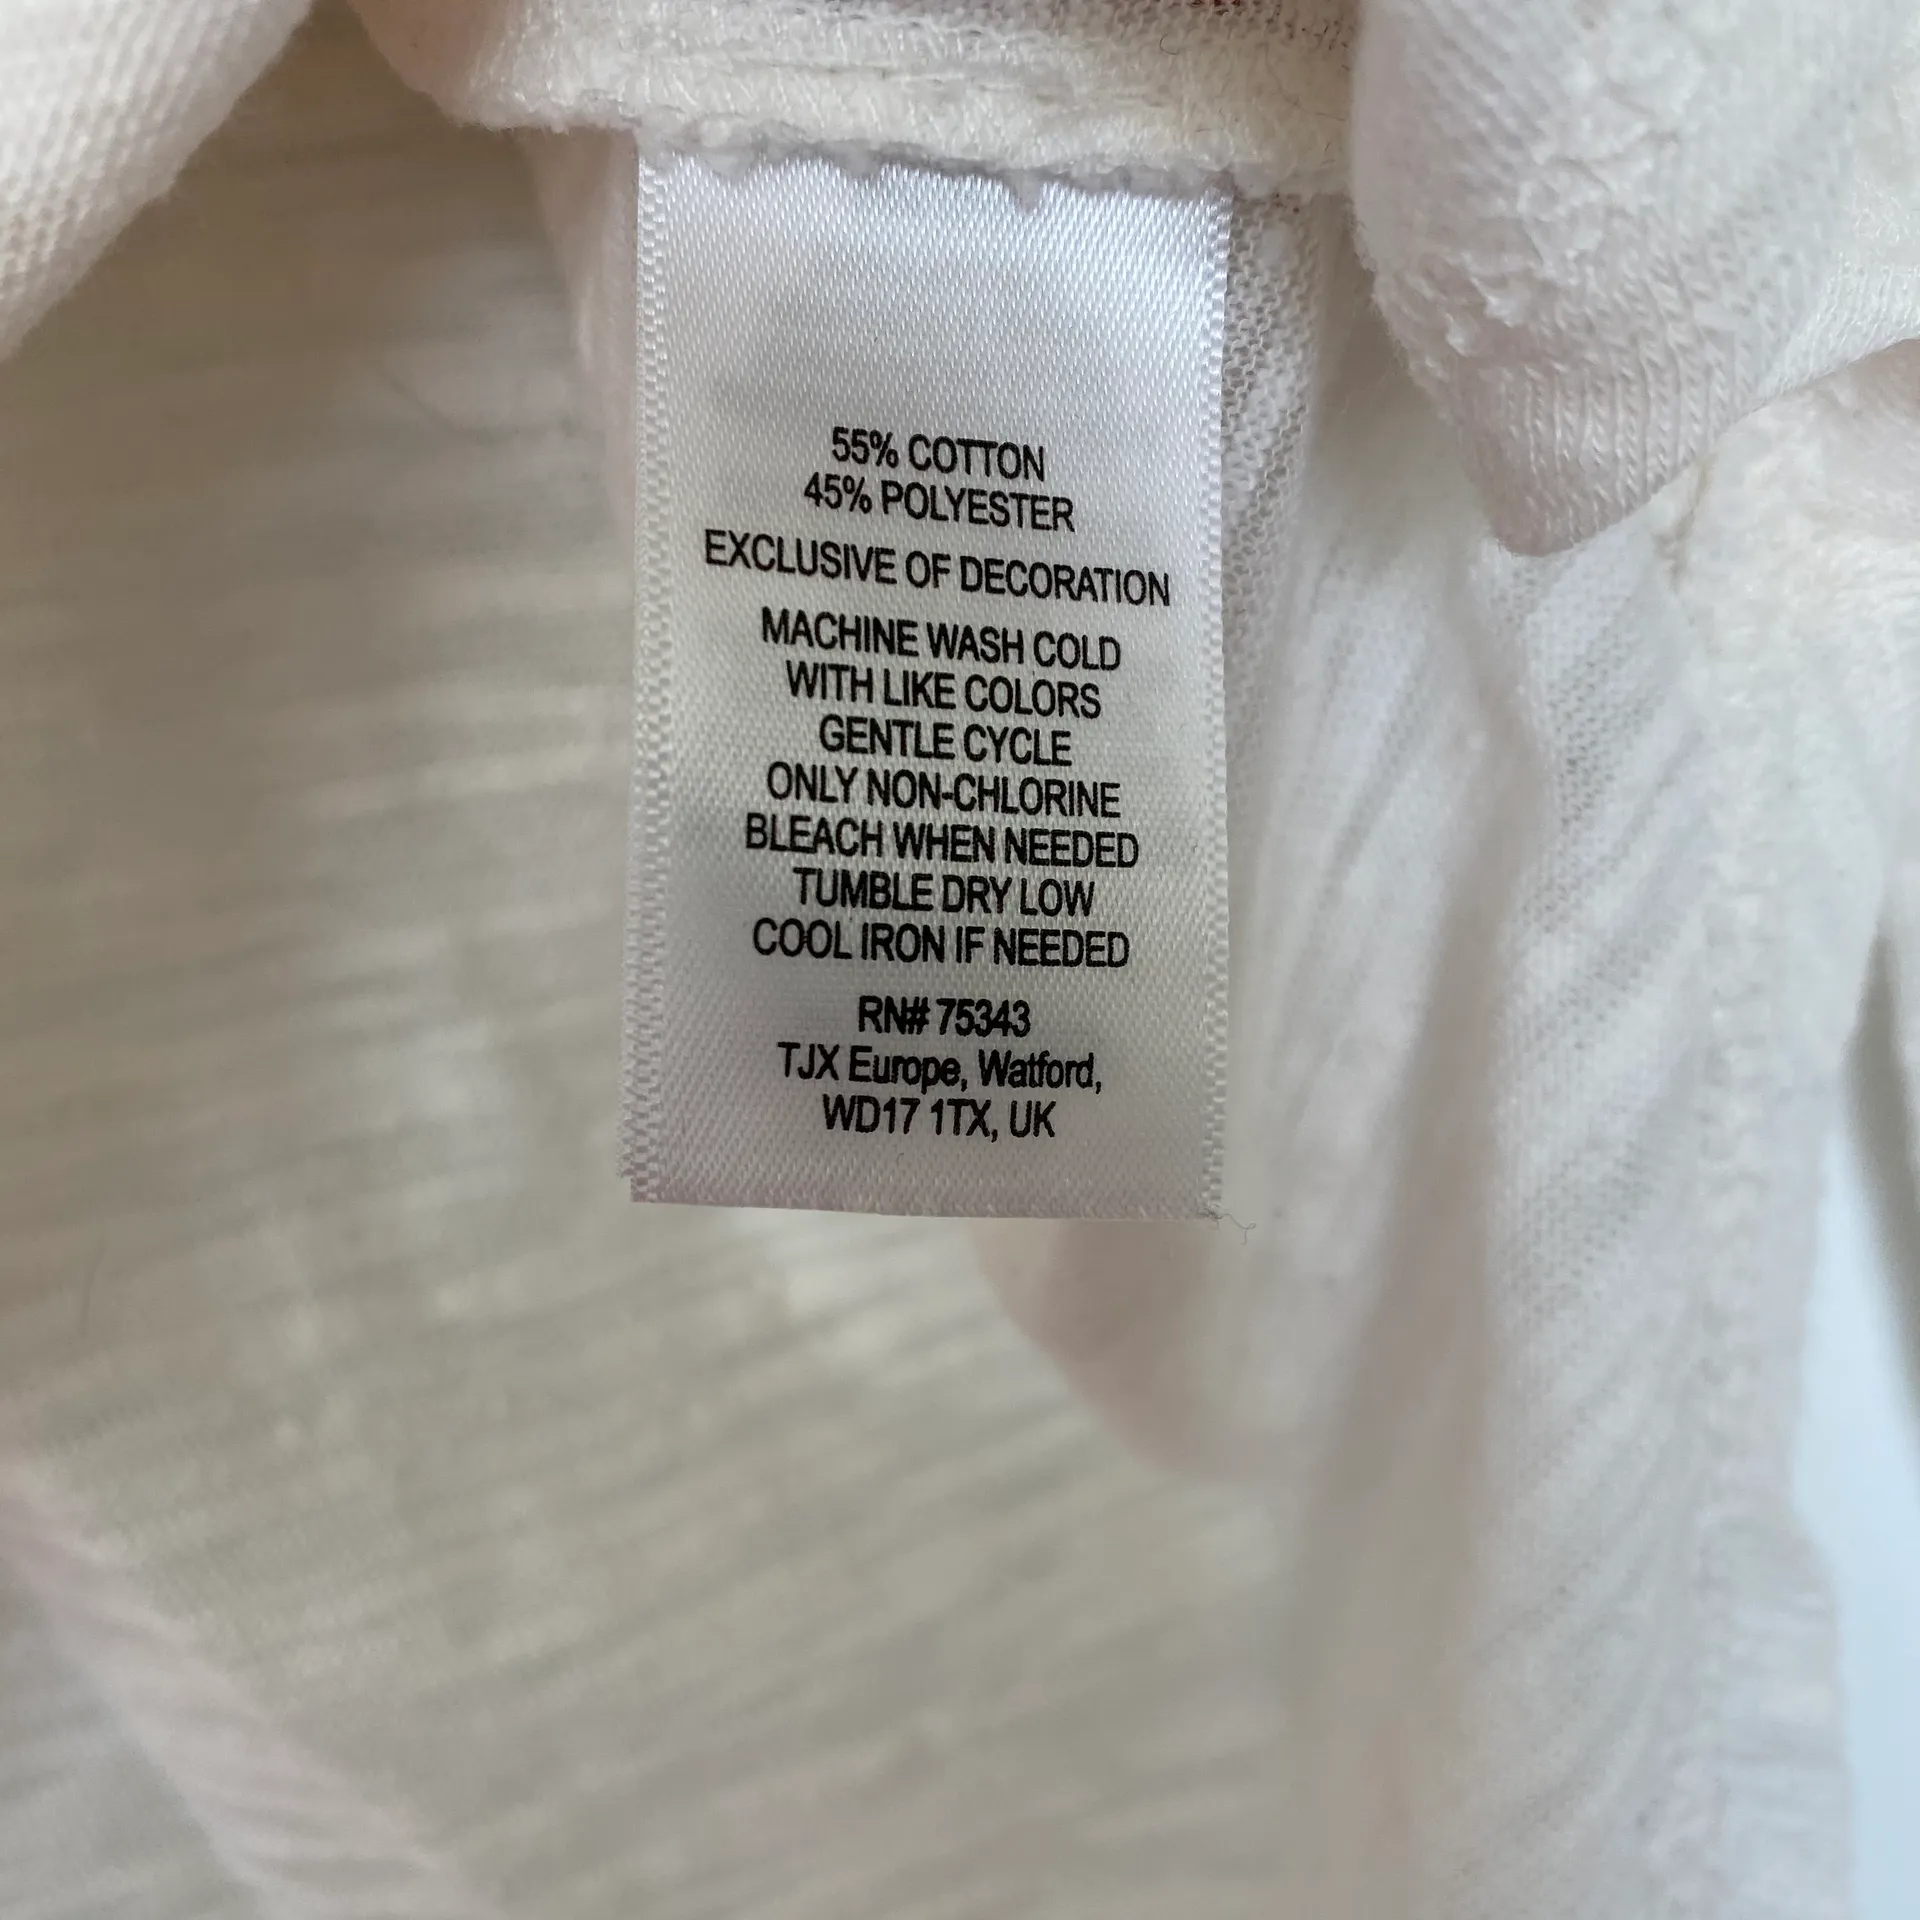 55% COTTON
45% POLYESTER
EXCLUSIVE OF DECORATION
MACHINE WASH COLD
WITH LIKE COLORS
GENTLE CYCLE
ONLY NON-CHLORINE
BLEACH WHEN NEEDED
TUMBLE DRY LOW
COOL IRON IF NEEDED
RN# 75343
TJX Europe, Watford,
WD17 1TX, UK